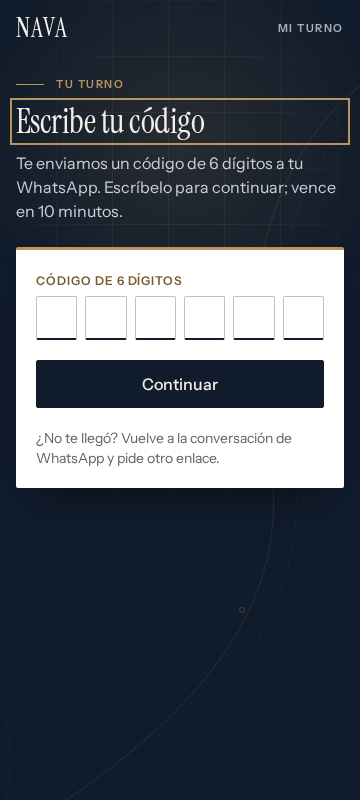 NAVA
MI TURNO
TU TURNO
Escribe tu código
Te enviamos un código de 6 dígitos a tu
WhatsApp. Escríbelo para continuar; vence
en 10 minutos.
CÓDIGO DE 6 DÍGITOS
Continuar
¿No te llegó? Vuelve a la conversación de
WhatsApp y pide otro enlace.